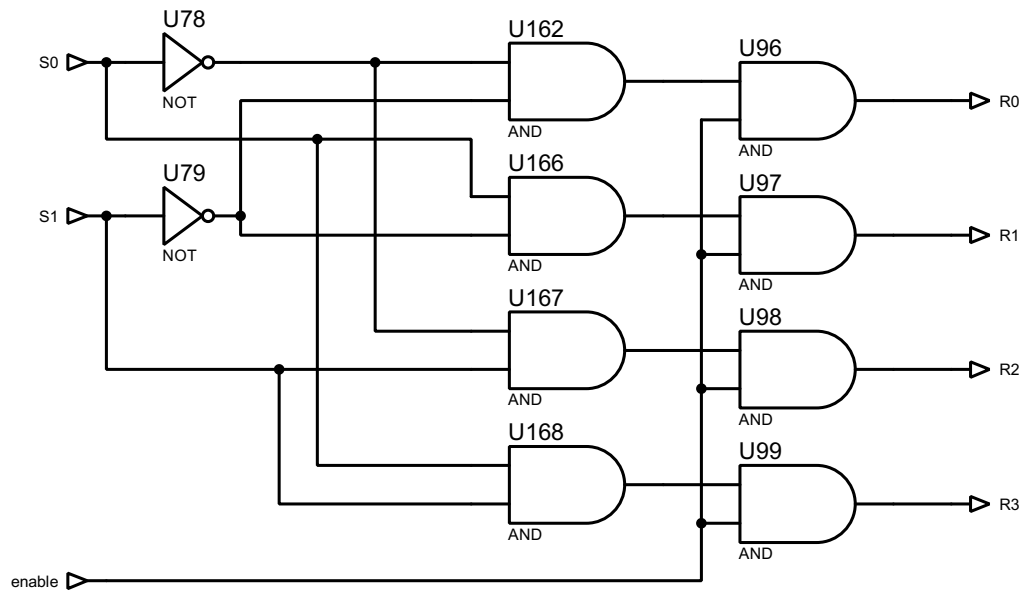 U78
U162
U96
S0
NOT
R0
AND
AND
U79
U166
U97
S1
R1
NOT
AND
AND
U167
U98
R2
AND
AND
U168
U99
R3
AND
AND
enable